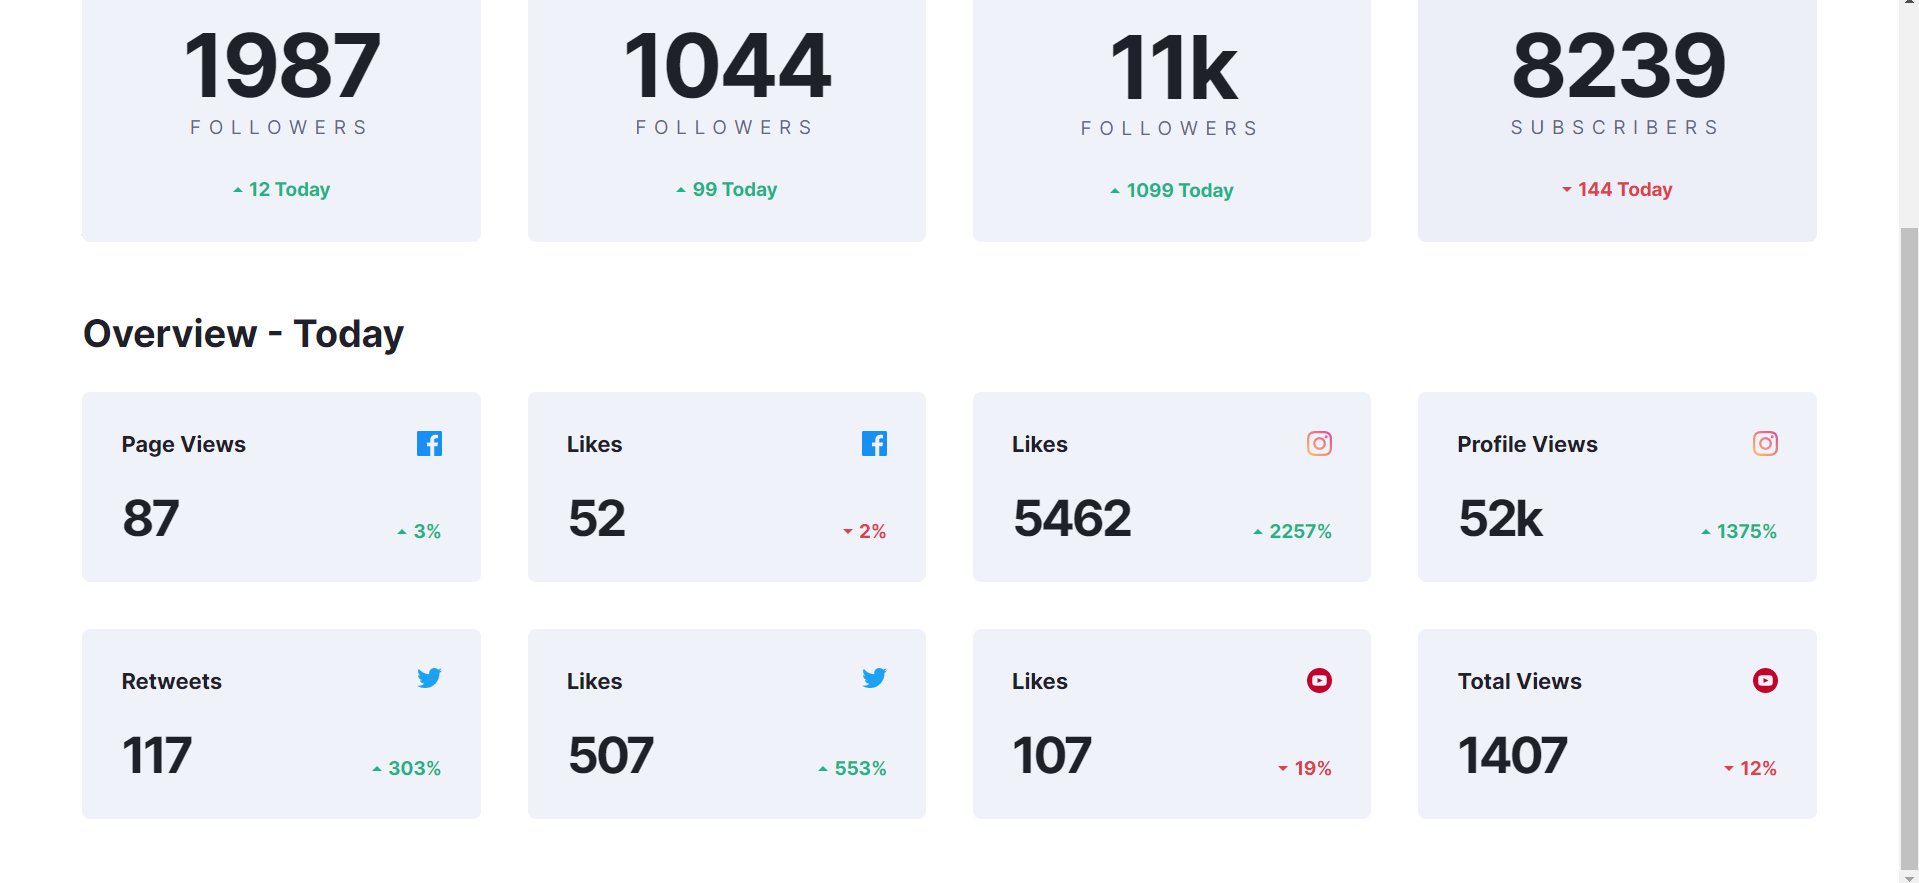 1987
FOLLOWERS
12 Today
1044
FOLLOWERS
99 Today
11k
FOLLOWERS
1099 Today
8239
SUBSCRIBERS
144 Today
Overview - Today
Page Views
87
3%
Likes
52
2%
Likes
5462
2257%
Profile Views
52k
1375%
Retweets
117
303%
Likes
507
553%
Likes
107
19%
Total Views
1407
12%